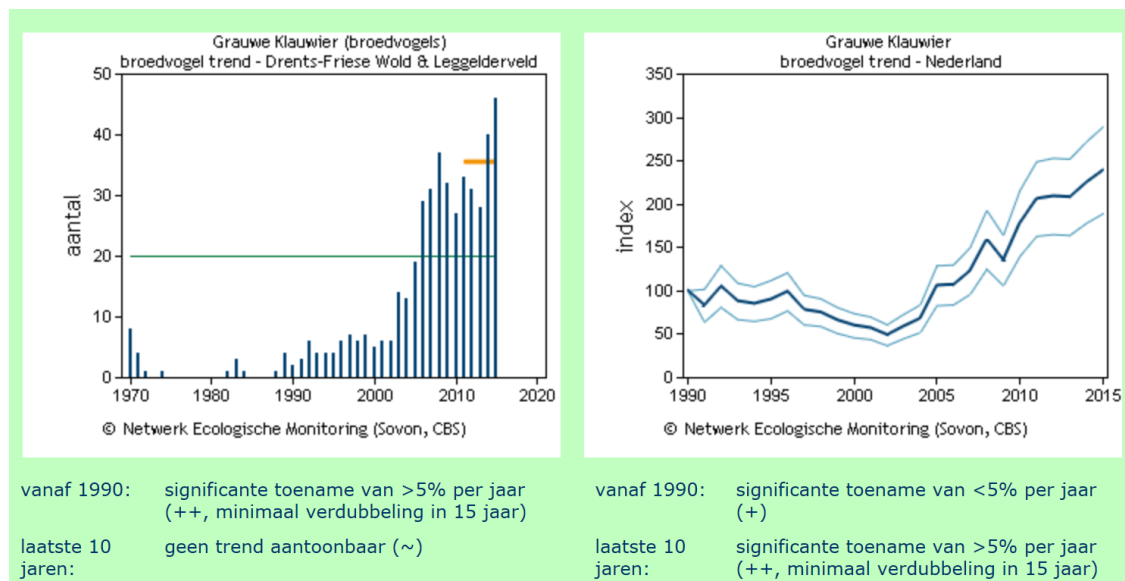 Grauwe Klauwier (broedvogels)
broedvogel trend - Drents-Friese Wold & Leggelderveld
50
40
30
20
10
0
aantal
1970
1980
1990
2000
2010
2020
© Netwerk Ecologische Monitoring (Sovon, CBS)
vanaf 1990:
significante toename van >5% per jaar
(++, minimaal verdubbeling in 15 jaar)
laatste 10
jaren:
geen trend aantoonbaar (~)
Grauwe Klauwier
broedvogel trend - Nederland
350
300
250
200
150
100
50
0
index
1990
1995
2000
2005
2010
2015
© Netwerk Ecologische Monitoring (Sovon, CBS)
vanaf 1990:
significante toename van <5% per jaar
(+)
laatste 10
jaren:
significante toename van >5% per jaar
(++, minimaal verdubbeling in 15 jaar)